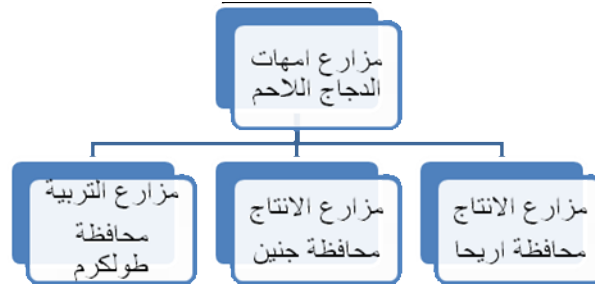 مزارع امهات
الدجاج اللاحم
مزارع الانتاج
محافظة اريحا
مزارع الانتاج
محافظة جنين
مزارع التربية
محافظة
طولكرم